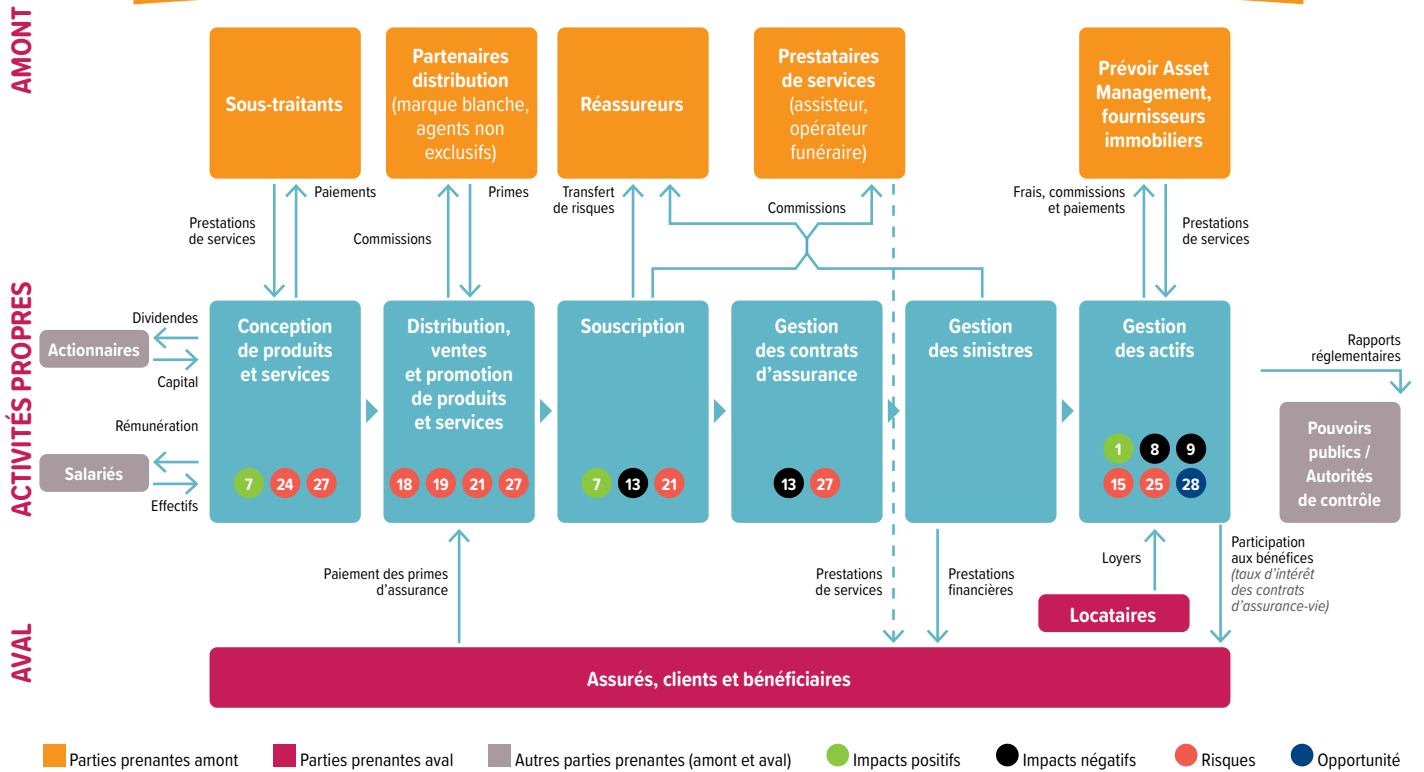 AMONT
Sous-traitants
Partenaires
distribution
(marque blanche,
agents non
exclusifs)
Réassureurs
Prestataires
de services
(assisteur,
opérateur
funéraire)
Prévoir Asset
Management,
fournisseurs
immobiliers
Prestations
de services
Paiements
Commissions
Primes
Transfert
de risques
Commissions
Frais, commissions
et paiements
Prestations
de services
ACTIVITÉS PROPRES
Actionnaires
Dividendes
Capital
Rémunération
Salariés
Effectifs
Conception
de produits
et services
7 24 27
Distribution,
ventes
et promotion
de produits
et services
18 19 21 27
Souscription
7 13 21
Gestion
des contrats
d'assurance
13 27
Gestion
des sinistres
Gestion
des actifs
1 8 9
15 25 28
Rapports
réglementaires
Pouvoirs
publics /
Autorités
de contrôle
Paiement des primes
d'assurance
Prestations
de services
Prestations
financières
Loyers
Locataires
Participation
aux bénéfices
(taux d'intérêt
des contrats
d'assurance-vie)
AVAL
Assurés, clients et bénéficiaires
Parties prenantes amont
Parties prenantes aval
Autres parties prenantes (amont et aval)
Impacts positifs
Impacts négatifs
Risques
Opportunité